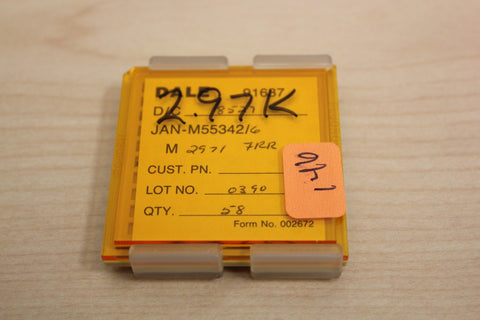 DALE 91637
2.97K
D/C 8527
JAN-M55342/6
M 2971 7RR
CUST. PN.
LOT NO. 0390
QTY. 58
Form No. 002672